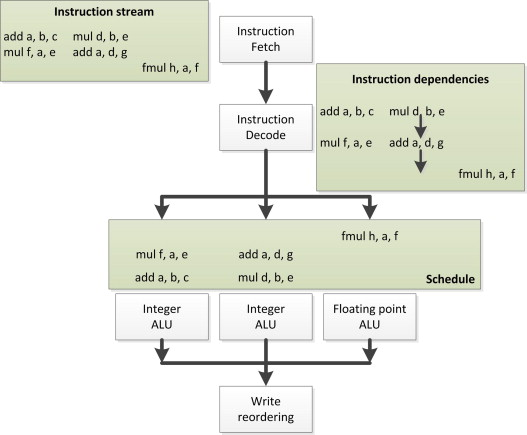 Instruction stream
add a, b, c mul d, b, e
mul f, a, e add a, d, g
fmul h, a, f
Instruction
Fetch
Instruction dependencies
add a, b, c mul d, b, e
mul f, a, e add a, d, g
fmul h, a, f
Instruction
Decode
fmul h, a, f
mul f, a, e add a, d, g
add a, b, c mul d, b, e
Schedule
Integer
ALU
Integer
ALU
Floating point
ALU
Write
reordering